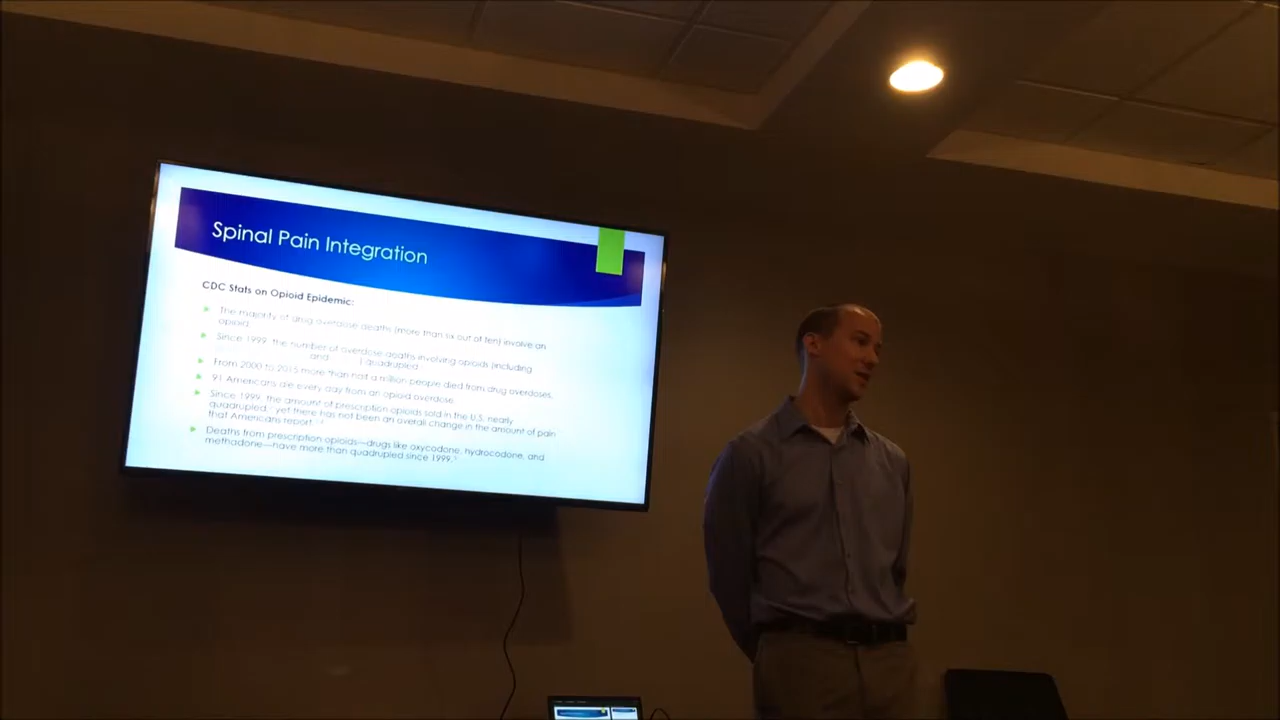 Spinal Pain Integration
CDC Stats on Opioid Epidemic:
The majority of drug overdose deaths (more than six out of ten) involve an
opioid.
Since 1999, the number of overdose deaths involving opioids (including
and quadrupled
From 2000 to 2015 more than half a million people died from drug overdoses.
91 Americans die every day from an opioid overdose.
Since 1999, the amount of prescription opioids sold in the U.S. nearly
quadrupled, yet there has not been an overall change in the amount of pain
that Americans report.
Deaths from prescription opioids—drugs like oxycodone, hydrocodone, and
methadone—have more than quadrupled since 1999.